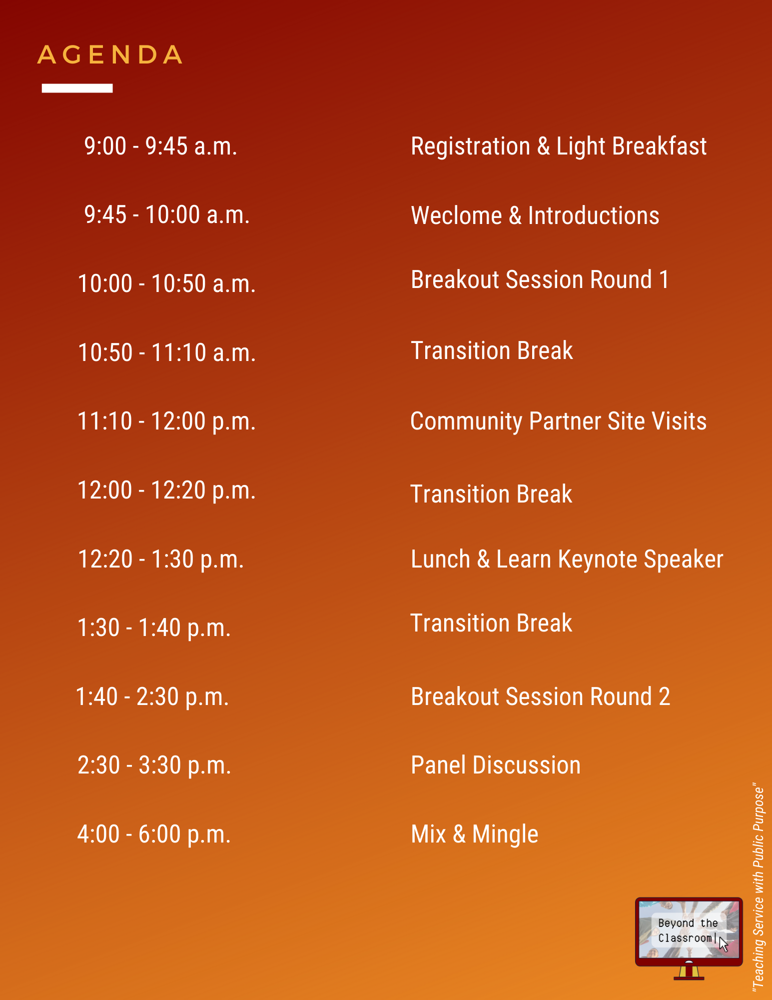 AGENDA
9:00 - 9:45 a.m. Registration & Light Breakfast
9:45 - 10:00 a.m. Weclome & Introductions
10:00 - 10:50 a.m. Breakout Session Round 1
10:50 - 11:10 a.m. Transition Break
11:10 - 12:00 p.m. Community Partner Site Visits
12:00 - 12:20 p.m. Transition Break
12:20 - 1:30 p.m. Lunch & Learn Keynote Speaker
1:30 - 1:40 p.m. Transition Break
1:40 - 2:30 p.m. Breakout Session Round 2
2:30 - 3:30 p.m. Panel Discussion
4:00 - 6:00 p.m. Mix & Mingle
Beyond the
Classroom|
"Teaching Service with Public Purpose"